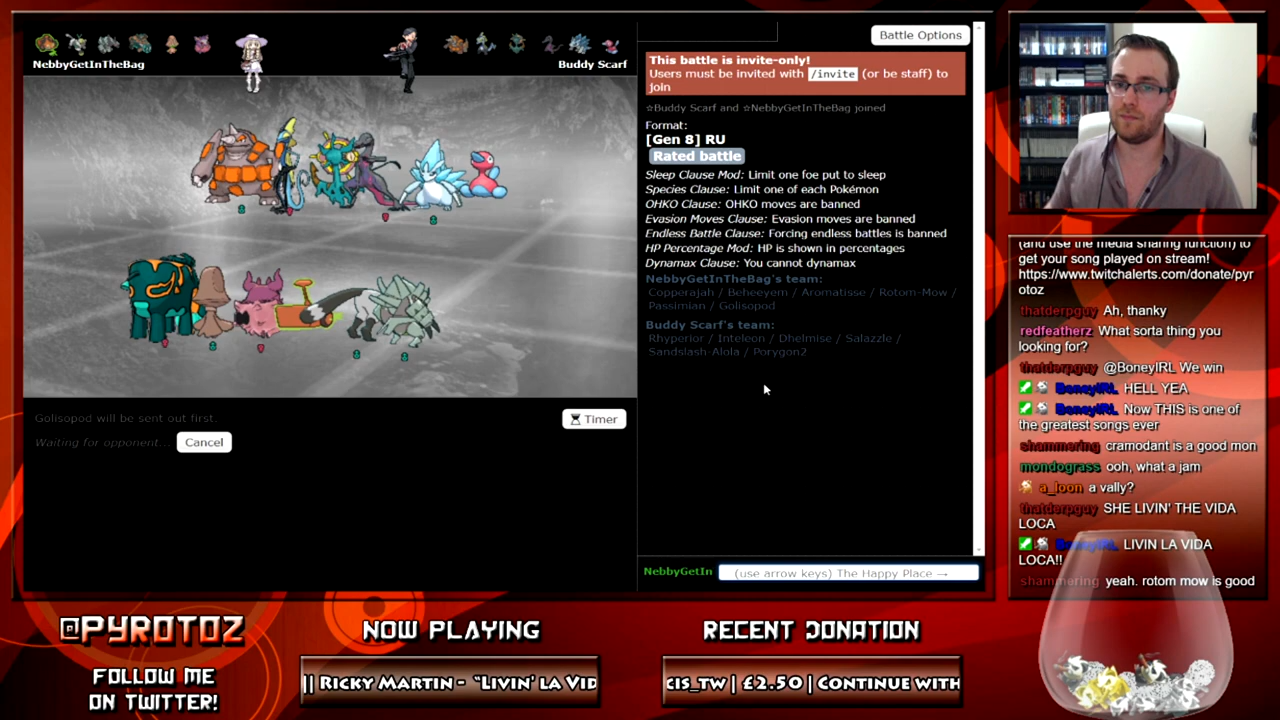 NebbyGetInTheBag
Buddy Scarf
Battle Options
This battle is invite-only!
Users must be invited with /invite (or be staff) to
join
☆Buddy Scarf and ☆NebbyGetInTheBag joined
Format:
[Gen 8] RU
Rated battle
Sleep Clause Mod: Limit one foe put to sleep
Species Clause: Limit one of each Pokémon
OHKO Clause: OHKO moves are banned
Evasion Moves Clause: Evasion moves are banned
Endless Battle Clause: Forcing endless battles is banned
HP Percentage Mod: HP is shown in percentages
Dynamax Clause: You cannot dynamax
NebbyGetInTheBag's team:
Copperajah / Beheeyem / Aromatisse / Rotom-Mow /
Passimian / Golisopod
Buddy Scarf's team:
Rhyperior / Inteleon / Dhelmise / Salazzle /
Sandslash-Alola / Porygon2
Golisopod will be sent out first.
Timer
Waiting for opponent... Cancel
NebbyGetIn (use arrow keys) The Happy Place →
(and use the media sharing function) to
get your song played on stream!
https://www.twitchalerts.com/donate/pyr
otoz
thatderpguy Ah, thanky
redfeatherz What sorta thing you
looking for?
thatderpguy @BoneyIRL We win
BoneyIRL HELL YEA
BoneyIRL Now THIS is one of
the greatest songs ever
shammering cramodant is a good mon
mondograss ooh, what a jam
a_loon a vally?
thatderpguy SHE LIVIN' THE VIDA
LOCA
BoneyIRL LIVIN LA VIDA
LOCA!!
shammering yeah. rotom mow is good
@PYROTOZ
FOLLOW ME
ON TWITTER!
NOW PLAYING
|| RICKY MARTIN - "LIVIN' LA VID
RECENT DONATION
CIS_TW | £2.50 | CONTINUE WITH